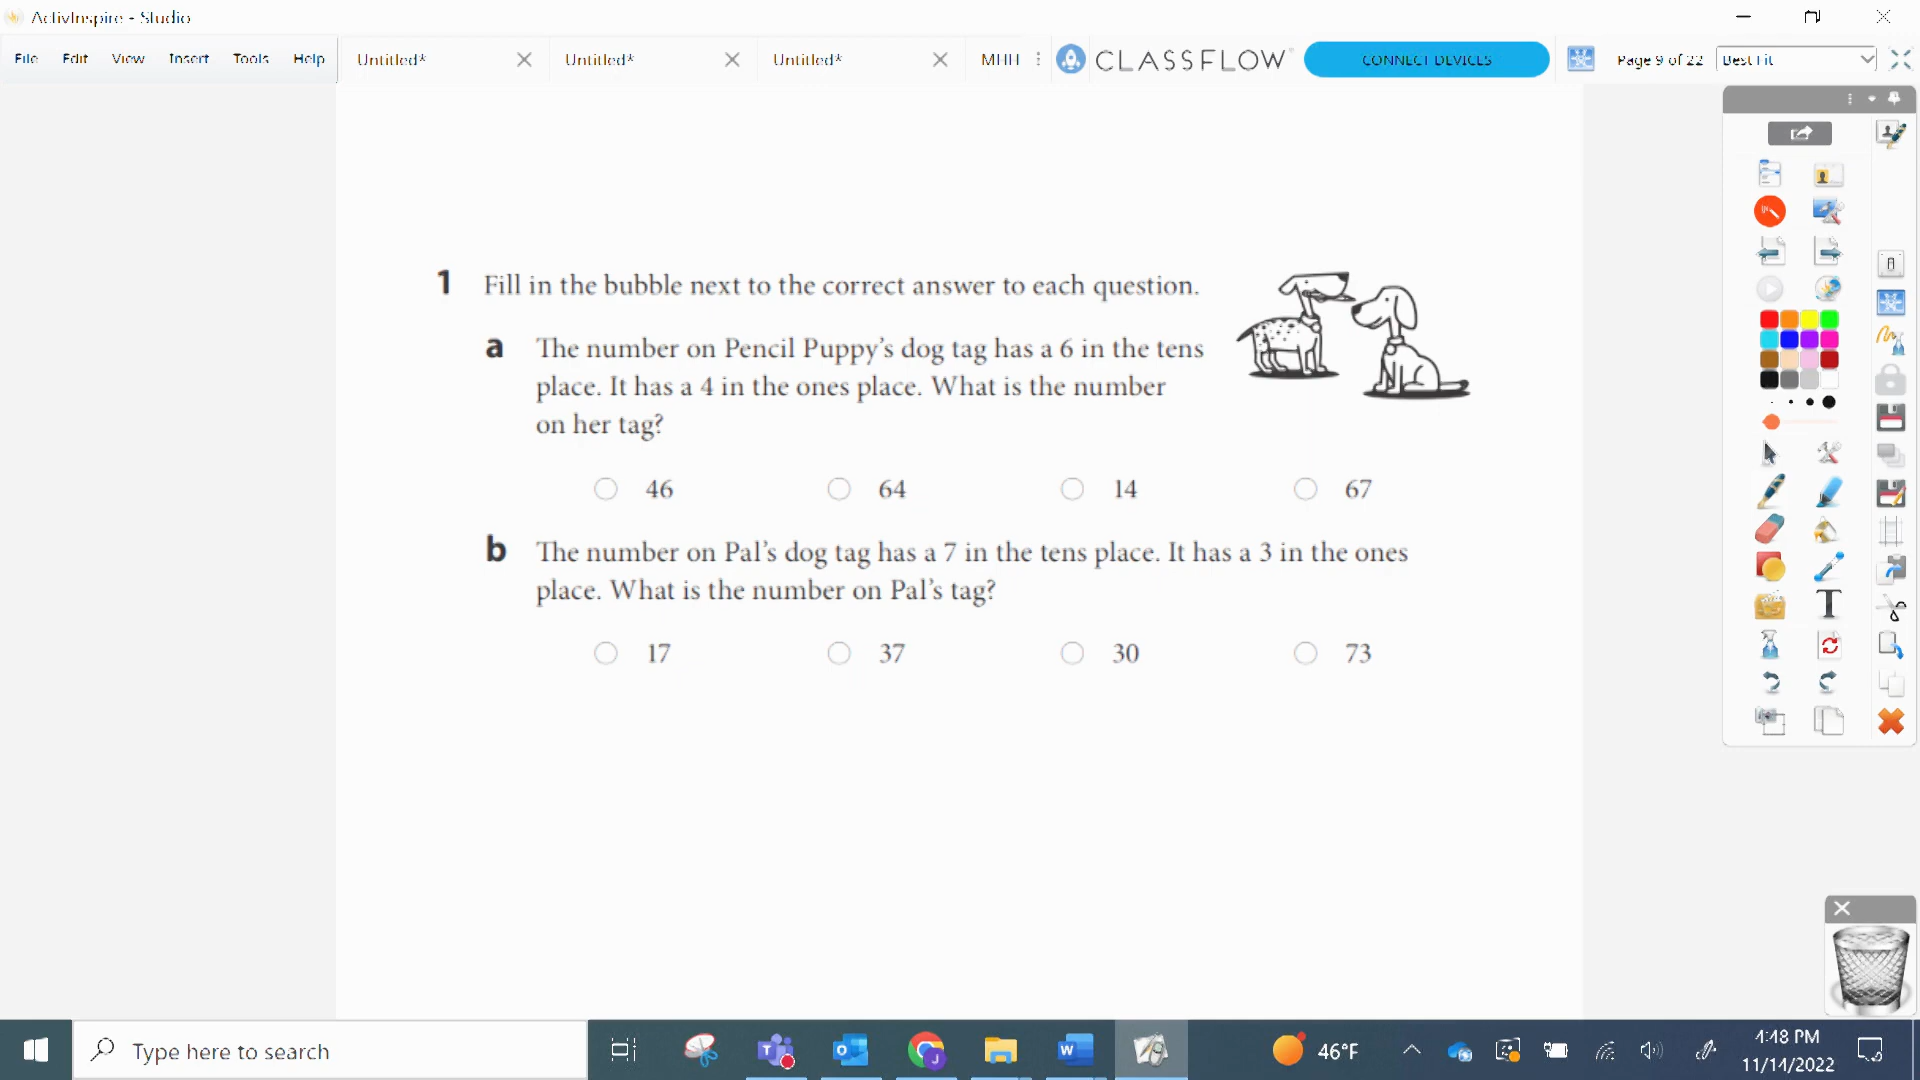 ActivInspire - Studio
File Edit View Insert Tools Help Untitled* Untitled* Untitled* MHH CLASSFLOW CONNECT DEVICES Page 9 of 22 Best Fit
1 Fill in the bubble next to the correct answer to each question.
a The number on Pencil Puppy's dog tag has a 6 in the tens
place. It has a 4 in the ones place. What is the number
on her tag?
46 64 14 67
b The number on Pal's dog tag has a 7 in the tens place. It has a 3 in the ones
place. What is the number on Pal's tag?
17 37 30 73
Type here to search
46°F
4:48 PM
11/14/2022